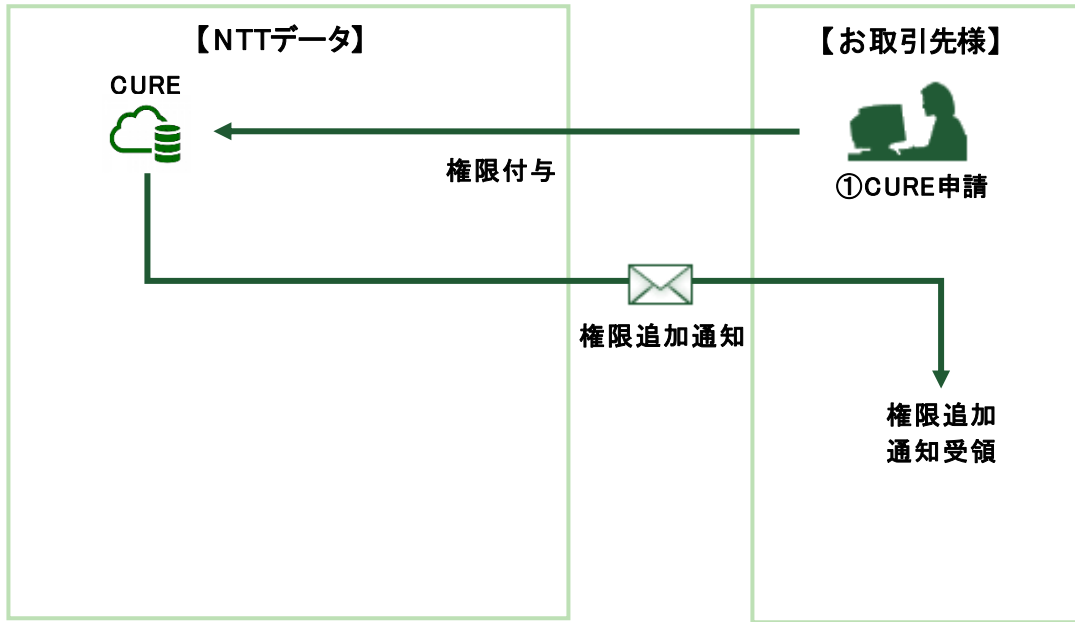 【NTTデータ】
【お取引先様】
CURE
権限付与
①CURE申請
権限追加通知
権限追加
通知受領